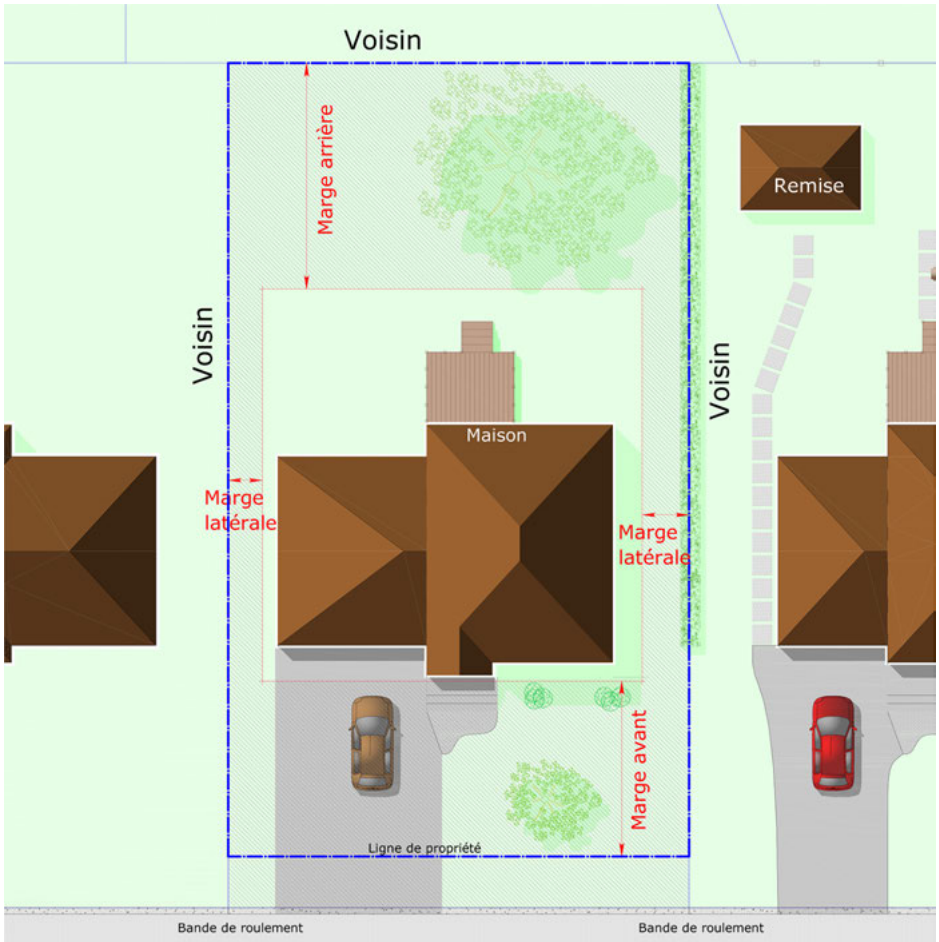 Voisin
Marge arrière
Remise
Voisin
Voisin
Maison
Marge
latérale
Marge
latérale
Marge avant
Ligne de propriété
Bande de roulement
Bande de roulement